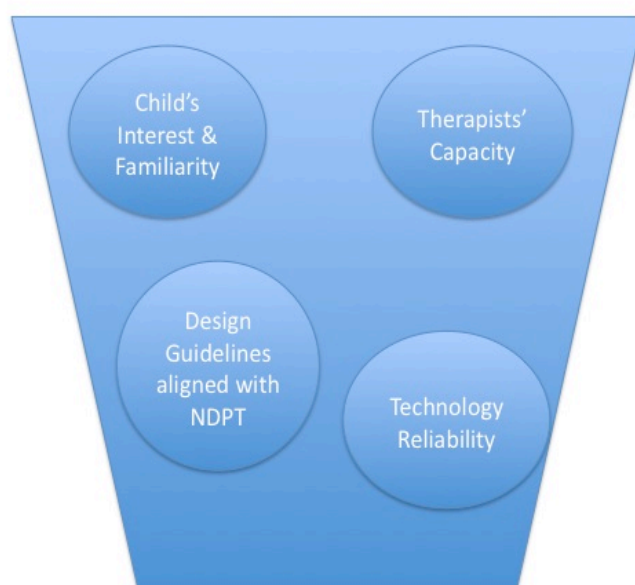 Child’s
Interest &
Familiarity
Therapists’
Capacity
Design
Guidelines
aligned with
NDPT
Technology
Reliability